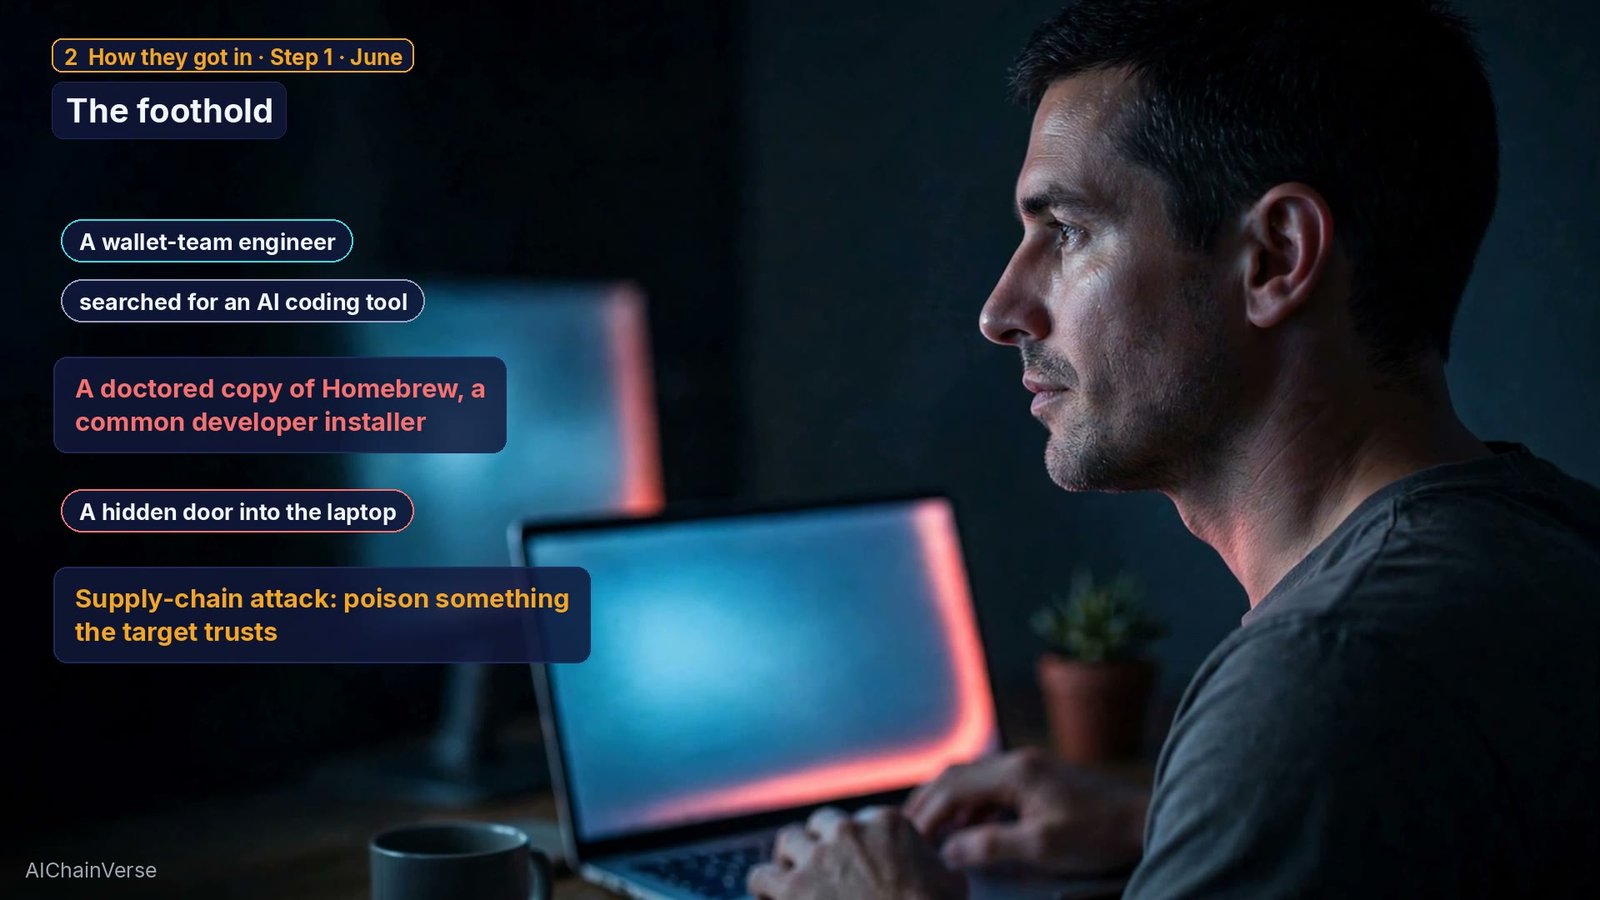 2 How they got in · Step 1 · June
The foothold
A wallet-team engineer
searched for an AI coding tool
A doctored copy of Homebrew, a
common developer installer
A hidden door into the laptop
Supply-chain attack: poison something
the target trusts
AIChainVerse